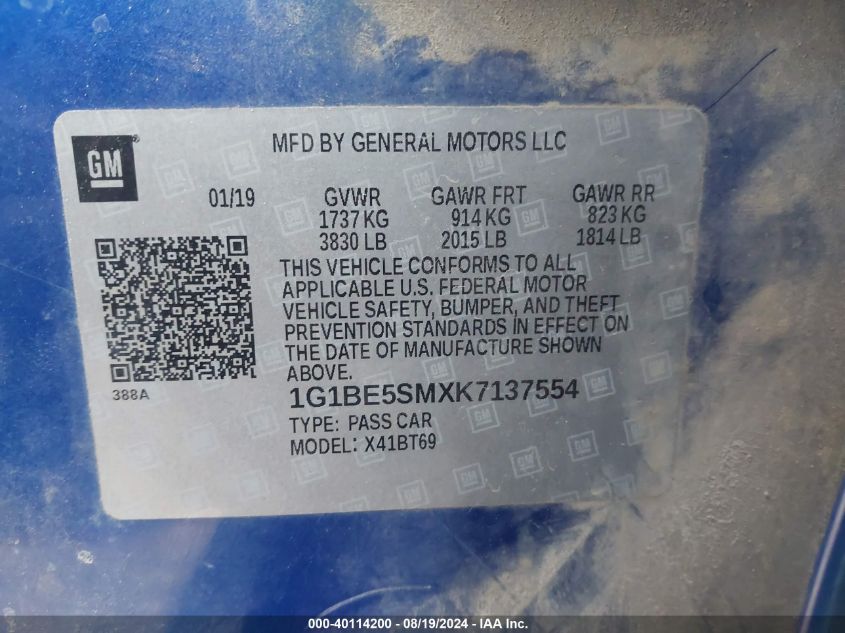 GM
MFD BY GENERAL MOTORS LLC
01/19 GVWR GAWR FRT GAWR RR
1737 KG 914 KG 823 KG
3830 LB 2015 LB 1814 LB
THIS VEHICLE CONFORMS TO ALL
APPLICABLE U.S. FEDERAL MOTOR
VEHICLE SAFETY, BUMPER, AND THEFT
PREVENTION STANDARDS IN EFFECT ON
THE DATE OF MANUFACTURE SHOWN
ABOVE.
388A
1G1BE5SMXK7137554
TYPE: PASS CAR
MODEL: X41BT69
000-40114200 - 08/19/2024 - IAA Inc.